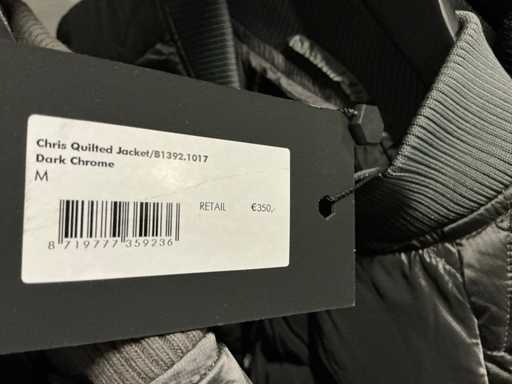 Chris Quilted Jacket/B1392.1017
Dark Chrome
M
RETAIL €350,-
8 719777 359236